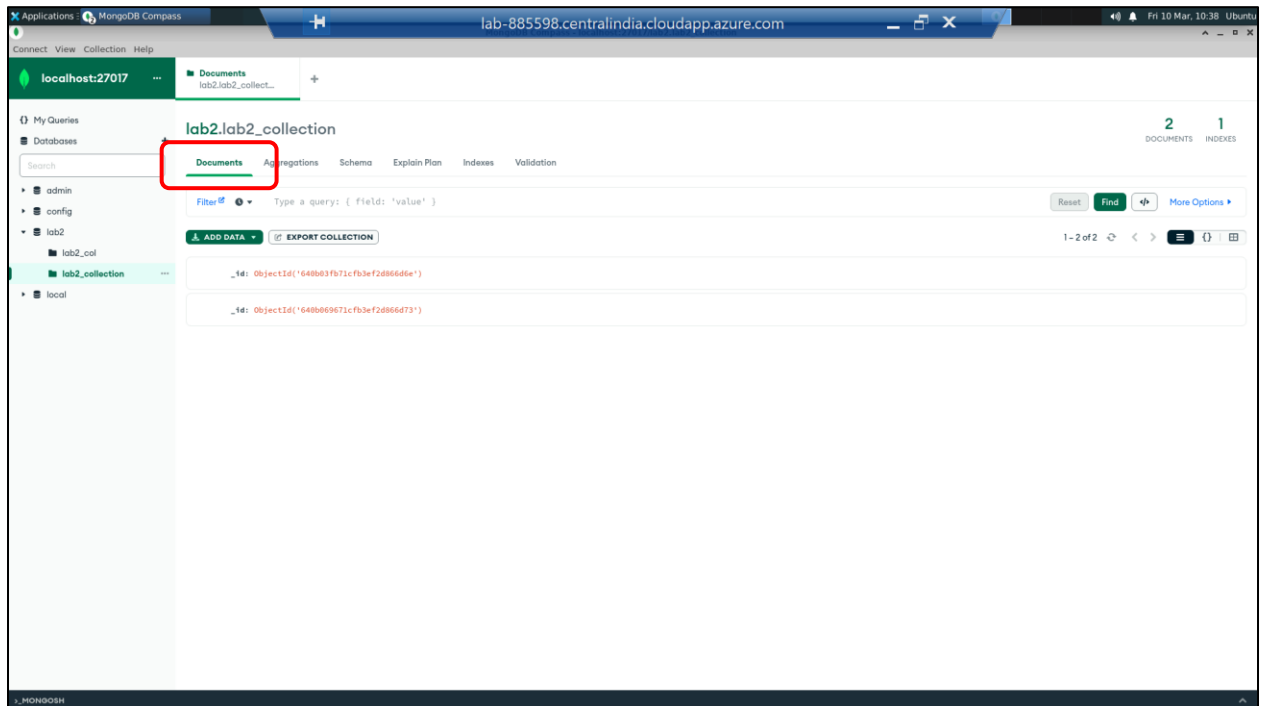 Applications MongoDB Compass lab-885598.centralindia.cloudapp.azure.com Fri 10 Mar, 10:38 Ubuntu
Connect View Collection Help
localhost:27017 ...
Documents
lab2.lab2_collect...
+
{} My Queries
Databases +
Search
admin
config
lab2
lab2_col
lab2_collection ...
local
lab2.lab2_collection
2 DOCUMENTS
1 INDEXES
Documents Aggregations Schema Explain Plan Indexes Validation
Filter Type a query: { field: 'value' } Reset Find </> More Options
ADD DATA EXPORT COLLECTION 1 – 2 of 2 < > {}
_id: ObjectId('640b03fb71cfb3ef2d866d6e')
_id: ObjectId('640b069671cfb3ef2d866d73')
>_MONGOSH